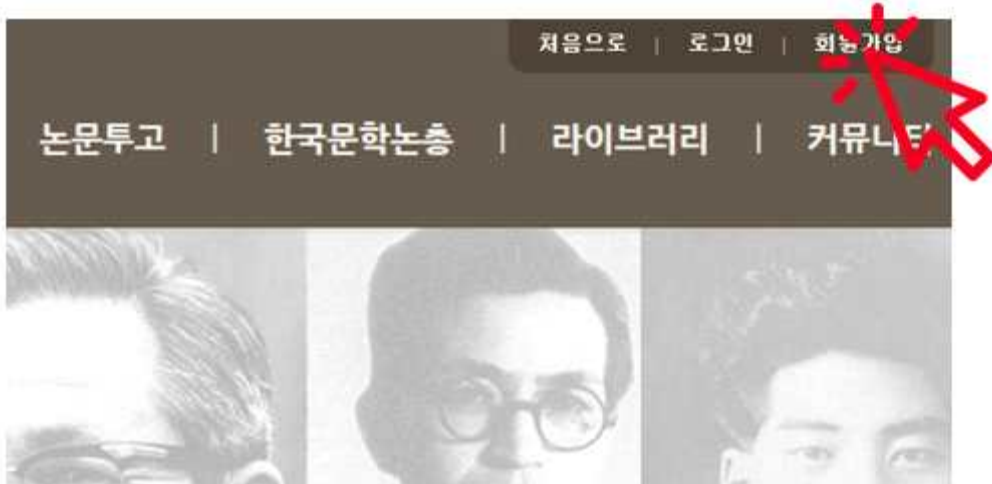 처음으로 | 로그인 | 회원가입
논문투고 | 한국문학논총 | 라이브러리 | 커뮤니티